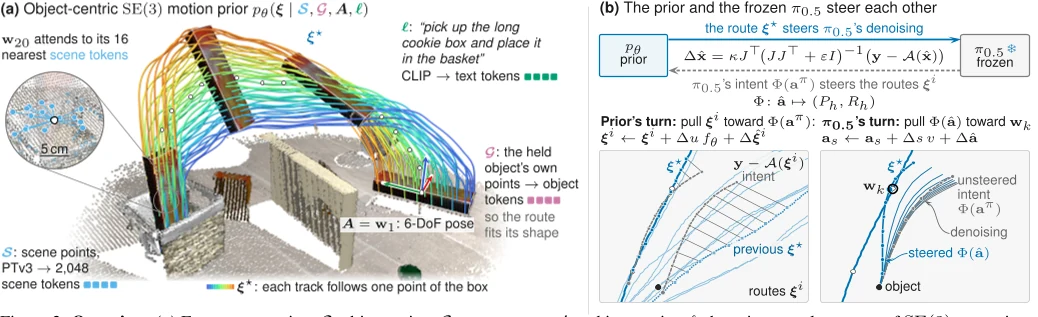 (a) Object-centric SE(3) motion prior pθ(ξ | S, G, A, ℓ)
w20 attends to its 16
nearest scene tokens
5 cm
ξ*
ℓ: "pick up the long
cookie box and place it
in the basket"
CLIP → text tokens
G: the held
object's own
points → object
tokens
so the route
fits its shape
A = w1: 6-DoF pose
S: scene points,
PTv3 → 2,048
scene tokens
ξ*: each track follows one point of the box
(b) The prior and the frozen π0.5 steer each other
the route ξ* steers π0.5's denoising
pθ
prior
Δx̂ = κJ⊤(JJ⊤ + εI)−1(y − A(x̂))
π0.5 ❄
frozen
π0.5's intent Φ(aπ) steers the routes ξi
Φ: â ↦ (Ph, Rh)
Prior's turn: pull ξi toward Φ(aπ):
ξi ← ξi + Δu fθ + Δξ̂i
π0.5's turn: pull Φ(â) toward wk
as ← as + Δs v + Δâ
ξ*
y − A(ξi)
intent
previous ξ*
routes ξi
ξ*
wk
unsteered
intent
Φ(aπ)
denoising
steered Φ(â)
object